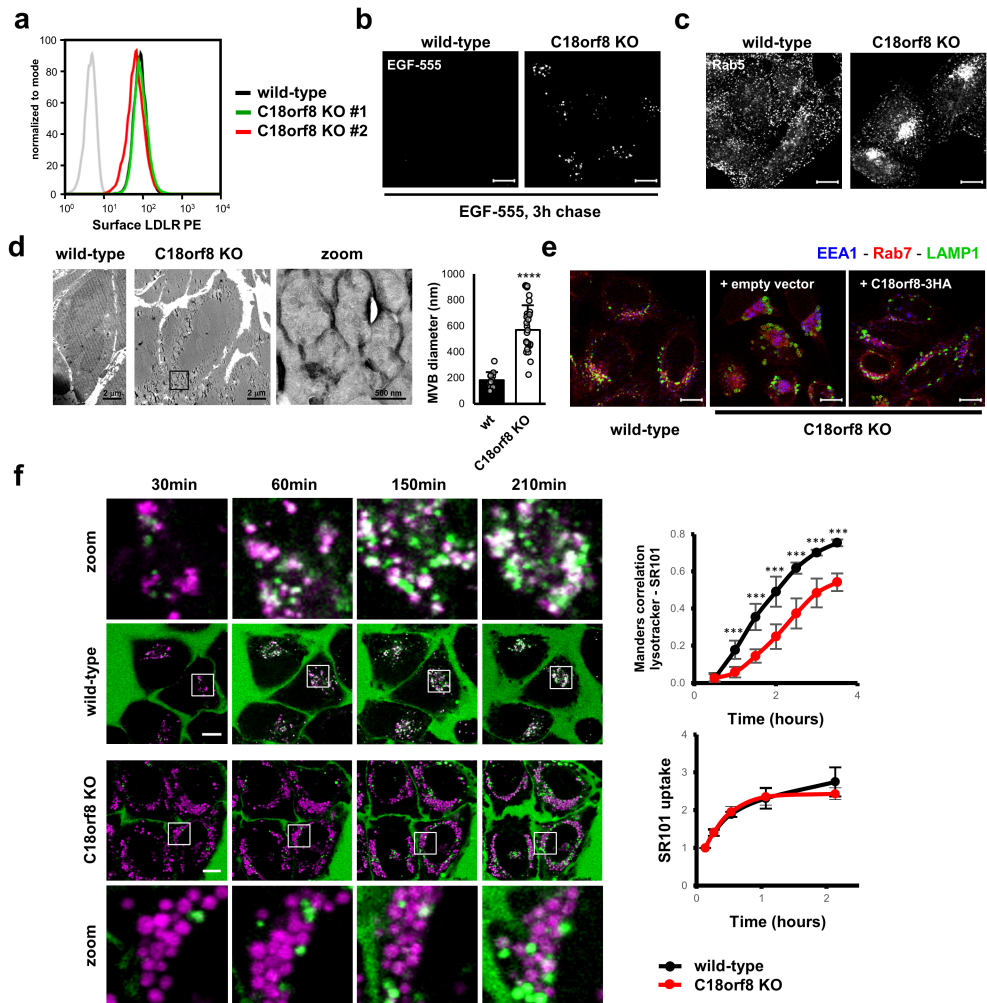 a
normalized to mode
100
80
60
40
20
0
10^0 10^1 10^2 10^3 10^4
Surface LDLR PE
wild-type
C18orf8 KO #1
C18orf8 KO #2
b
wild-type C18orf8 KO
EGF-555
EGF-555, 3h chase
c
wild-type C18orf8 KO
Rab5
d
wild-type C18orf8 KO zoom
2 µm 2 µm 500 nm
MVB diameter (nm)
1000
800
600
400
200
0
****
wt C18orf8 KO
e
EEA1 - Rab7 - LAMP1
+ empty vector + C18orf8-3HA
wild-type C18orf8 KO
f
30min 60min 150min 210min
zoom
wild-type
C18orf8 KO
zoom
Manders correlation
lysotracker - SR101
0.8
0.6
0.4
0.2
0.0
*** *** *** *** *** ***
0 2 4
Time (hours)
SR101 uptake
4
3
2
1
0
0 1 2
Time (hours)
wild-type
C18orf8 KO